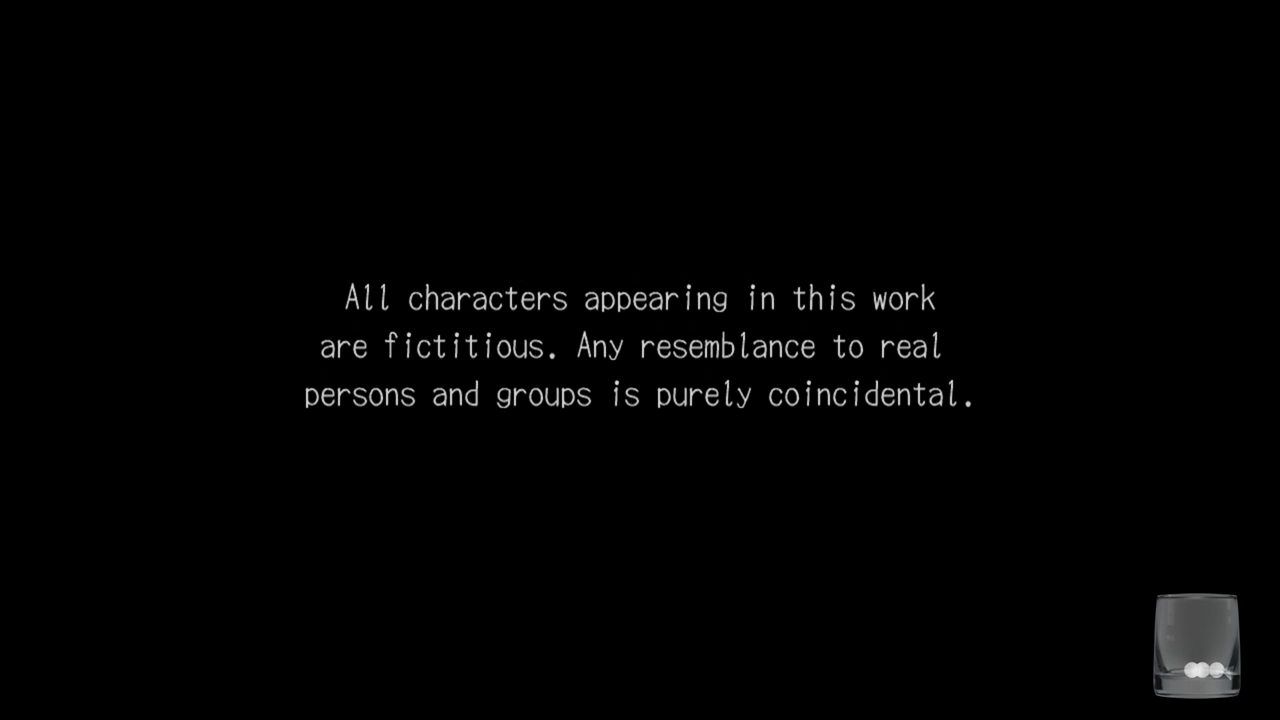 All characters appearing in this work
are fictitious. Any resemblance to real
persons and groups is purely coincidental.